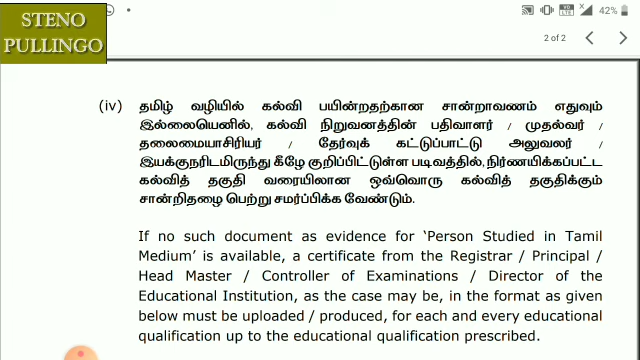 STENO
PULLINGO
42%
2 of 2
(iv) தமிழ் வழியில் கல்வி பயின்றதற்கான சான்றாவணம் எதுவும்
இல்லையெனில், கல்வி நிறுவனத்தின் பதிவாளர் / முதல்வர் /
தலைமையாசிரியர் / தேர்வுக் கட்டுப்பாட்டு அலுவலர் /
இயக்குநரிடமிருந்து கீழே குறிப்பிட்டுள்ள படிவத்தில், நிர்ணயிக்கப்பட்ட
கல்வித் தகுதி வரையிலான ஒவ்வொரு கல்வித் தகுதிக்கும்
சான்றிதழை பெற்று சமர்ப்பிக்க வேண்டும்.
If no such document as evidence for ‘Person Studied in Tamil
Medium’ is available, a certificate from the Registrar / Principal /
Head Master / Controller of Examinations / Director of the
Educational Institution, as the case may be, in the format as given
below must be uploaded / produced, for each and every educational
qualification up to the educational qualification prescribed.